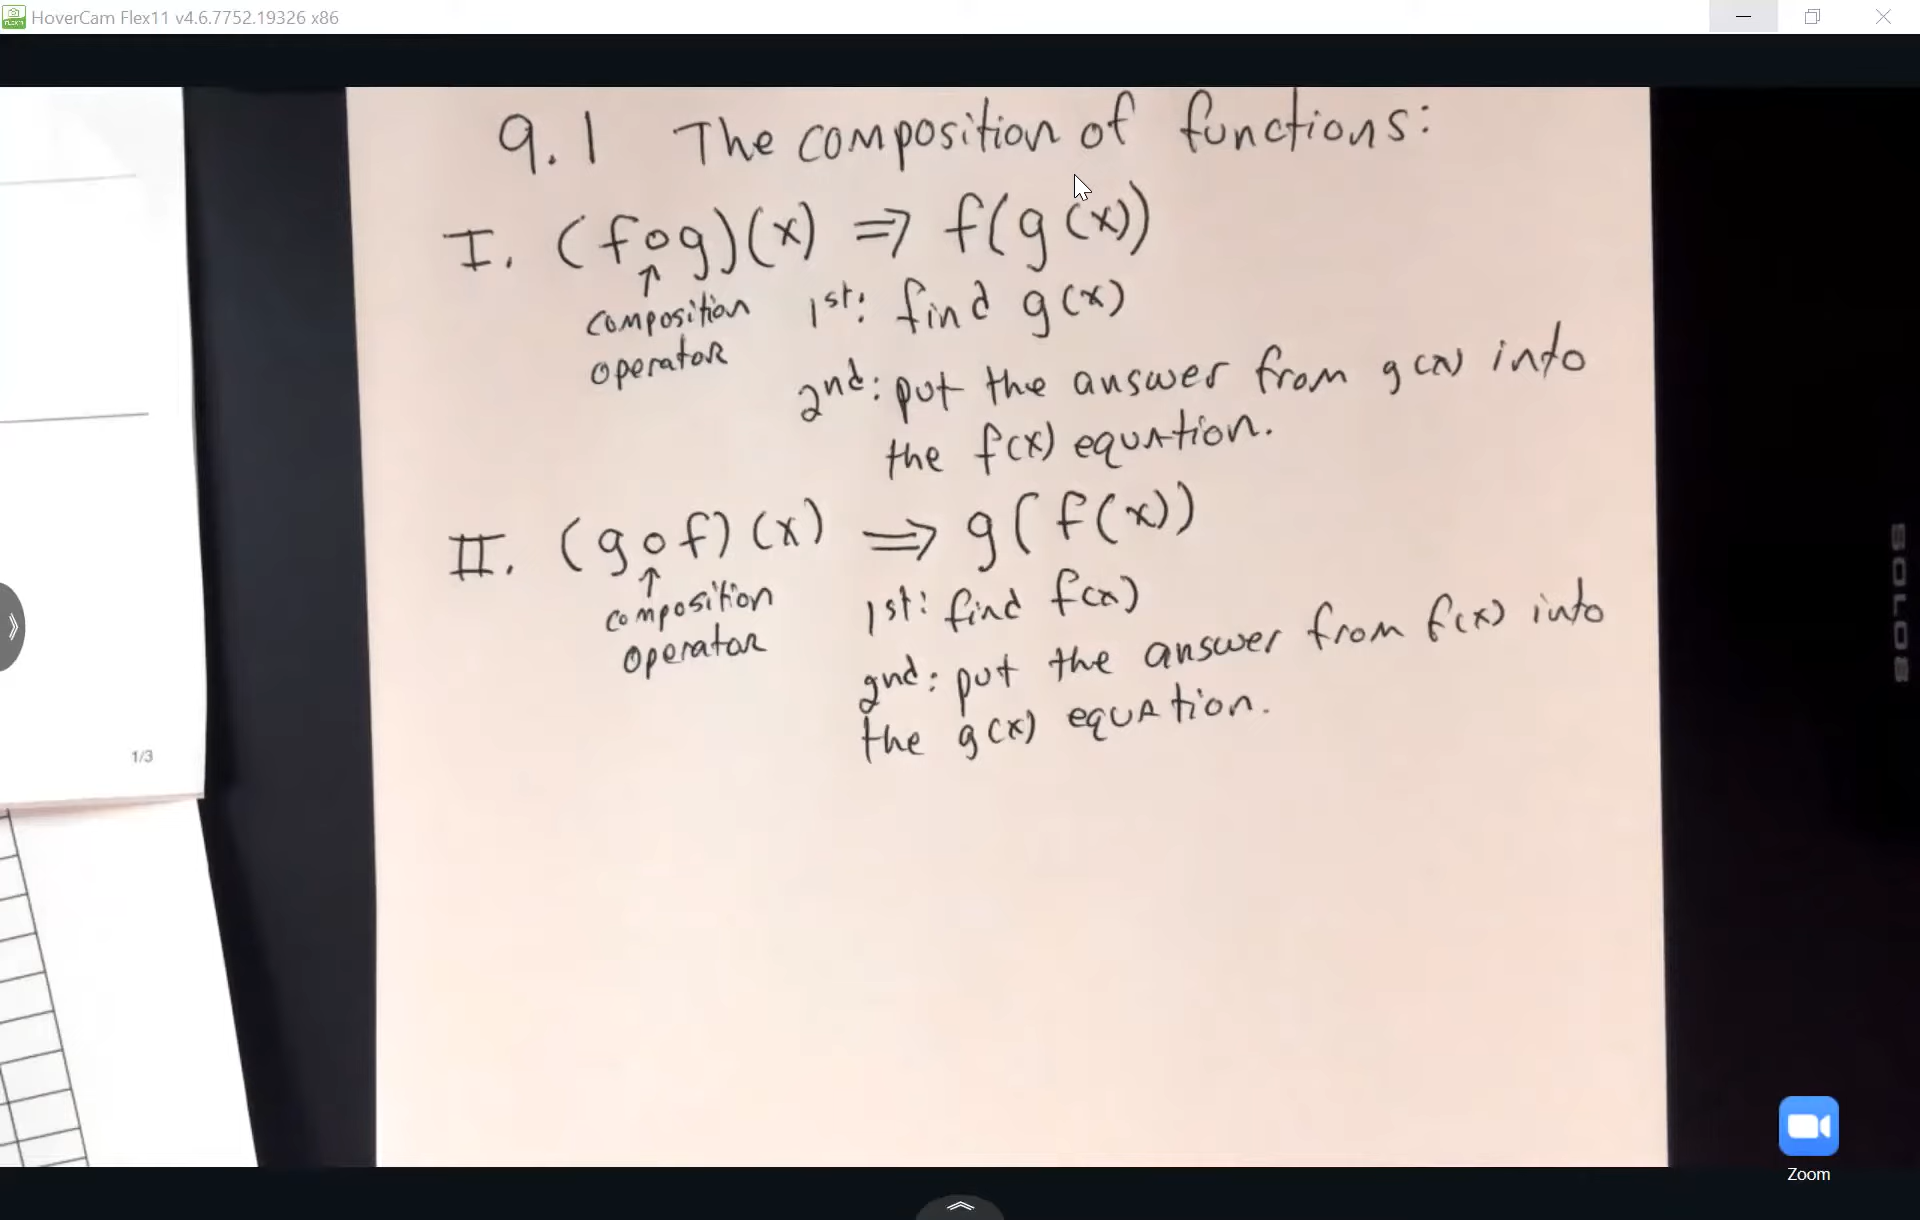 HoverCam Flex11 v4.6.7752.19326 x86
9.1 The composition of functions:
I. (f∘g)(x) ⇒ f(g(x))
↑
composition
operator
1st: find g(x)
2nd: put the answer from g(x) into
the f(x) equation.
II. (g∘f)(x) ⇒ g(f(x))
↑
composition
operator
1st: find f(x)
2nd: put the answer from f(x) into
the g(x) equation.
1/3
SOLO8
Zoom